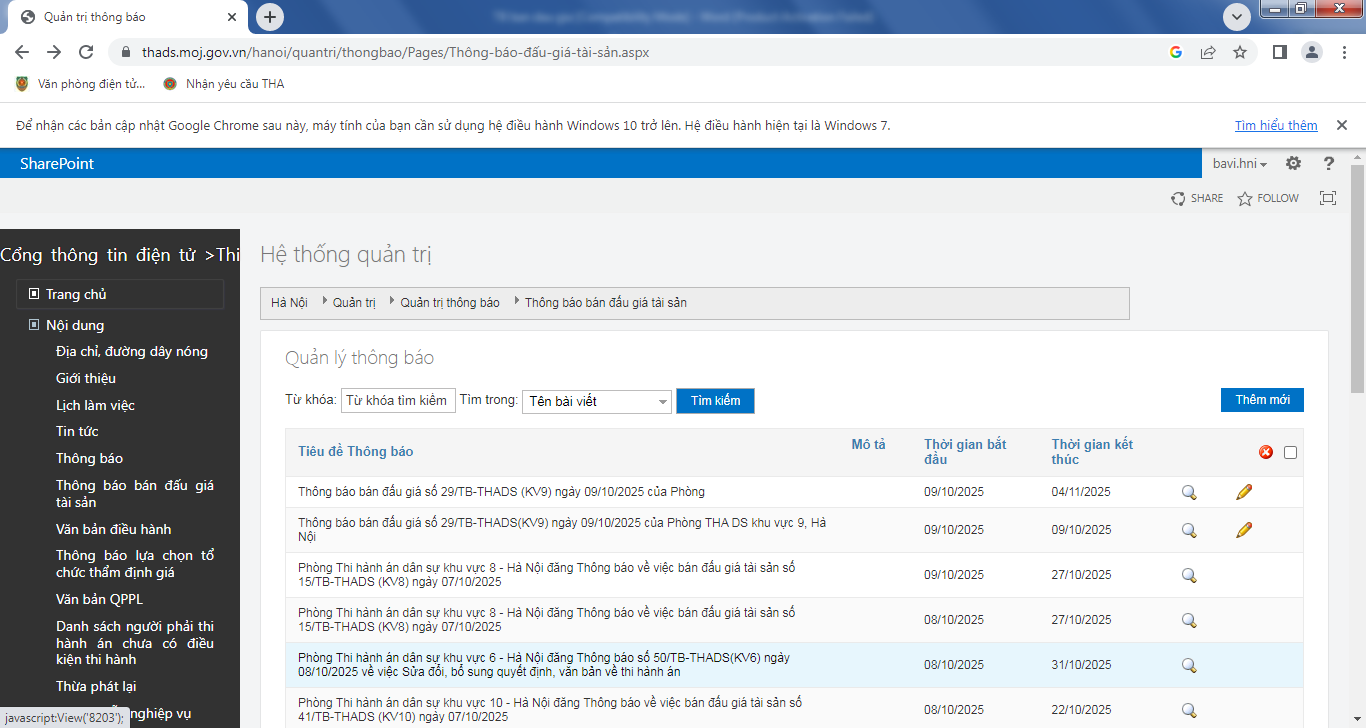 Quản trị thông báo
thads.moj.gov.vn/hanoi/quantri/thongbao/Pages/Thông-báo-đấu-giá-tài-sản.aspx
Văn phòng điện tử...
Nhận yêu cầu THA
Để nhận các bản cập nhật Google Chrome sau này, máy tính của bạn cần sử dụng hệ điều hành Windows 10 trở lên. Hệ điều hành hiện tại là Windows 7.
Tìm hiểu thêm
SharePoint
bavi.hni
SHARE
FOLLOW
Cổng thông tin điện tử >Thi
Trang chủ
Nội dung
Địa chỉ, đường dây nóng
Giới thiệu
Lịch làm việc
Tin tức
Thông báo
Thông báo bán đấu giá
tài sản
Văn bản điều hành
Thông báo lựa chọn tổ
chức thẩm định giá
Văn bản QPPL
Danh sách người phải thi
hành án chưa có điều
kiện thi hành
Thừa phát lại
nghiệp vụ
javascript:View('8203');
Hệ thống quản trị
Hà Nội
Quản trị
Quản trị thông báo
Thông báo bán đấu giá tài sản
Quản lý thông báo
Từ khóa:
Từ khóa tìm kiếm
Tìm trong:
Tên bài viết
Tìm kiếm
Thêm mới
Tiêu đề Thông báo
Mô tả
Thời gian bắt
đầu
Thời gian kết
thúc
Thông báo bán đấu giá số 29/TB-THADS (KV9) ngày 09/10/2025 của Phòng
09/10/2025
04/11/2025
Thông báo bán đấu giá số 29/TB-THADS(KV9) ngày 09/10/2025 của Phòng THA DS khu vực 9, Hà
Nội
09/10/2025
09/10/2025
Phòng Thi hành án dân sự khu vực 8 - Hà Nội đăng Thông báo về việc bán đấu giá tài sản số
15/TB-THADS (KV8) ngày 07/10/2025
09/10/2025
27/10/2025
Phòng Thi hành án dân sự khu vực 8 - Hà Nội đăng Thông báo về việc bán đấu giá tài sản số
15/TB-THADS (KV8) ngày 07/10/2025
08/10/2025
27/10/2025
Phòng Thi hành án dân sự khu vực 6 - Hà Nội đăng Thông báo số 50/TB-THADS(KV6) ngày
08/10/2025 về việc Sửa đổi, bổ sung quyết định, văn bản về thi hành án
08/10/2025
31/10/2025
Phòng Thi hành án dân sự khu vực 10 - Hà Nội đăng Thông báo về việc bán đấu giá tài sản số
41/TB-THADS (KV10) ngày 07/10/2025
08/10/2025
22/10/2025